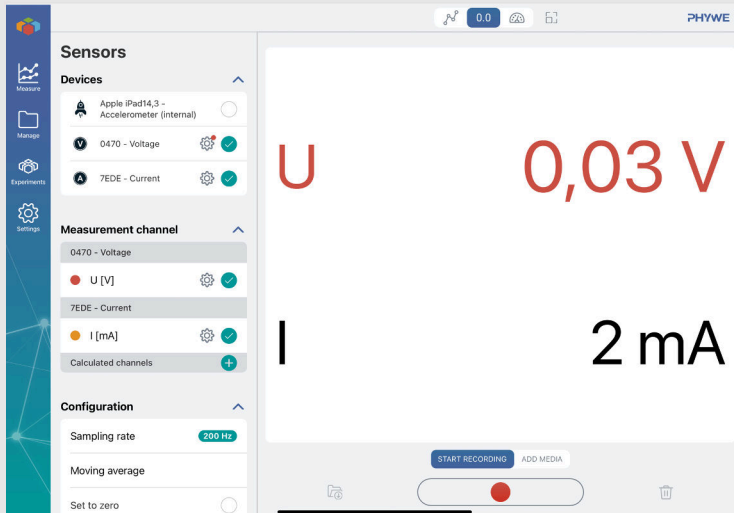 0.0
PHYWE
Measure
Manage
Experiments
Settings
Sensors
Devices
Apple iPad14,3 -
Accelerometer (internal)
V 0470 - Voltage
A 7EDE - Current
Measurement channel
0470 - Voltage
U [V]
7EDE - Current
I [mA]
Calculated channels
Configuration
Sampling rate 200 Hz
Moving average
Set to zero
U 0,03 V
I 2 mA
START RECORDING ADD MEDIA